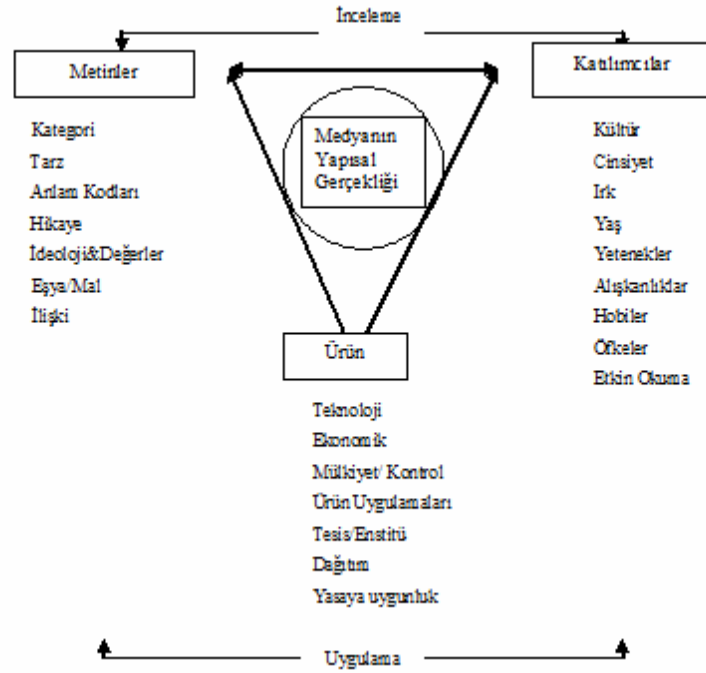 İnceleme
Metinler
Katılımcılar
Medyanın
Yapısal
Gerçekliği
Kategori
Tarz
Anlam Kodları
Hikaye
İdeoloji&Değerler
Eşya/Mal
İlişki
Kültür
Cinsiyet
Irk
Yaş
Yetenekler
Alışkanlıklar
Hobiler
Öfkeler
Etkin Okuma
Ürün
Teknoloji
Ekonomik
Mülkiyet/ Kontrol
Ürün Uygulamaları
Tesis/Enstitü
Dağıtım
Yasaya uygunluk
Uygulama